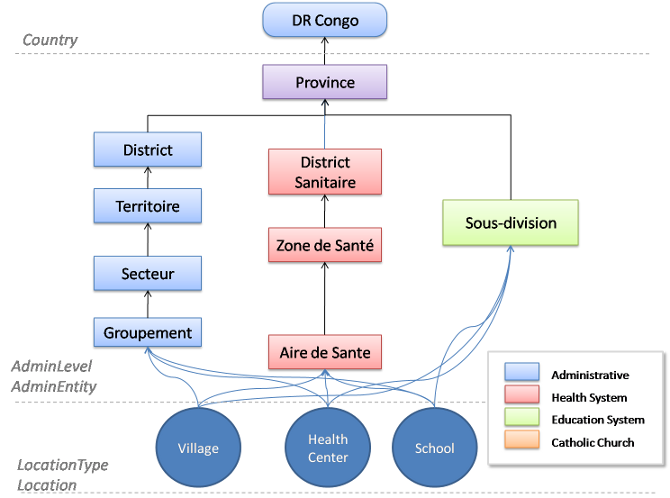 DR Congo
Country
Province
District
District
Sanitaire
Territoire
Sous-division
Zone de Santé
Secteur
Groupement
Aire de Sante
AdminLevel
AdminEntity
Administrative
Health System
Education System
Catholic Church
Village
Health
Center
School
LocationType
Location